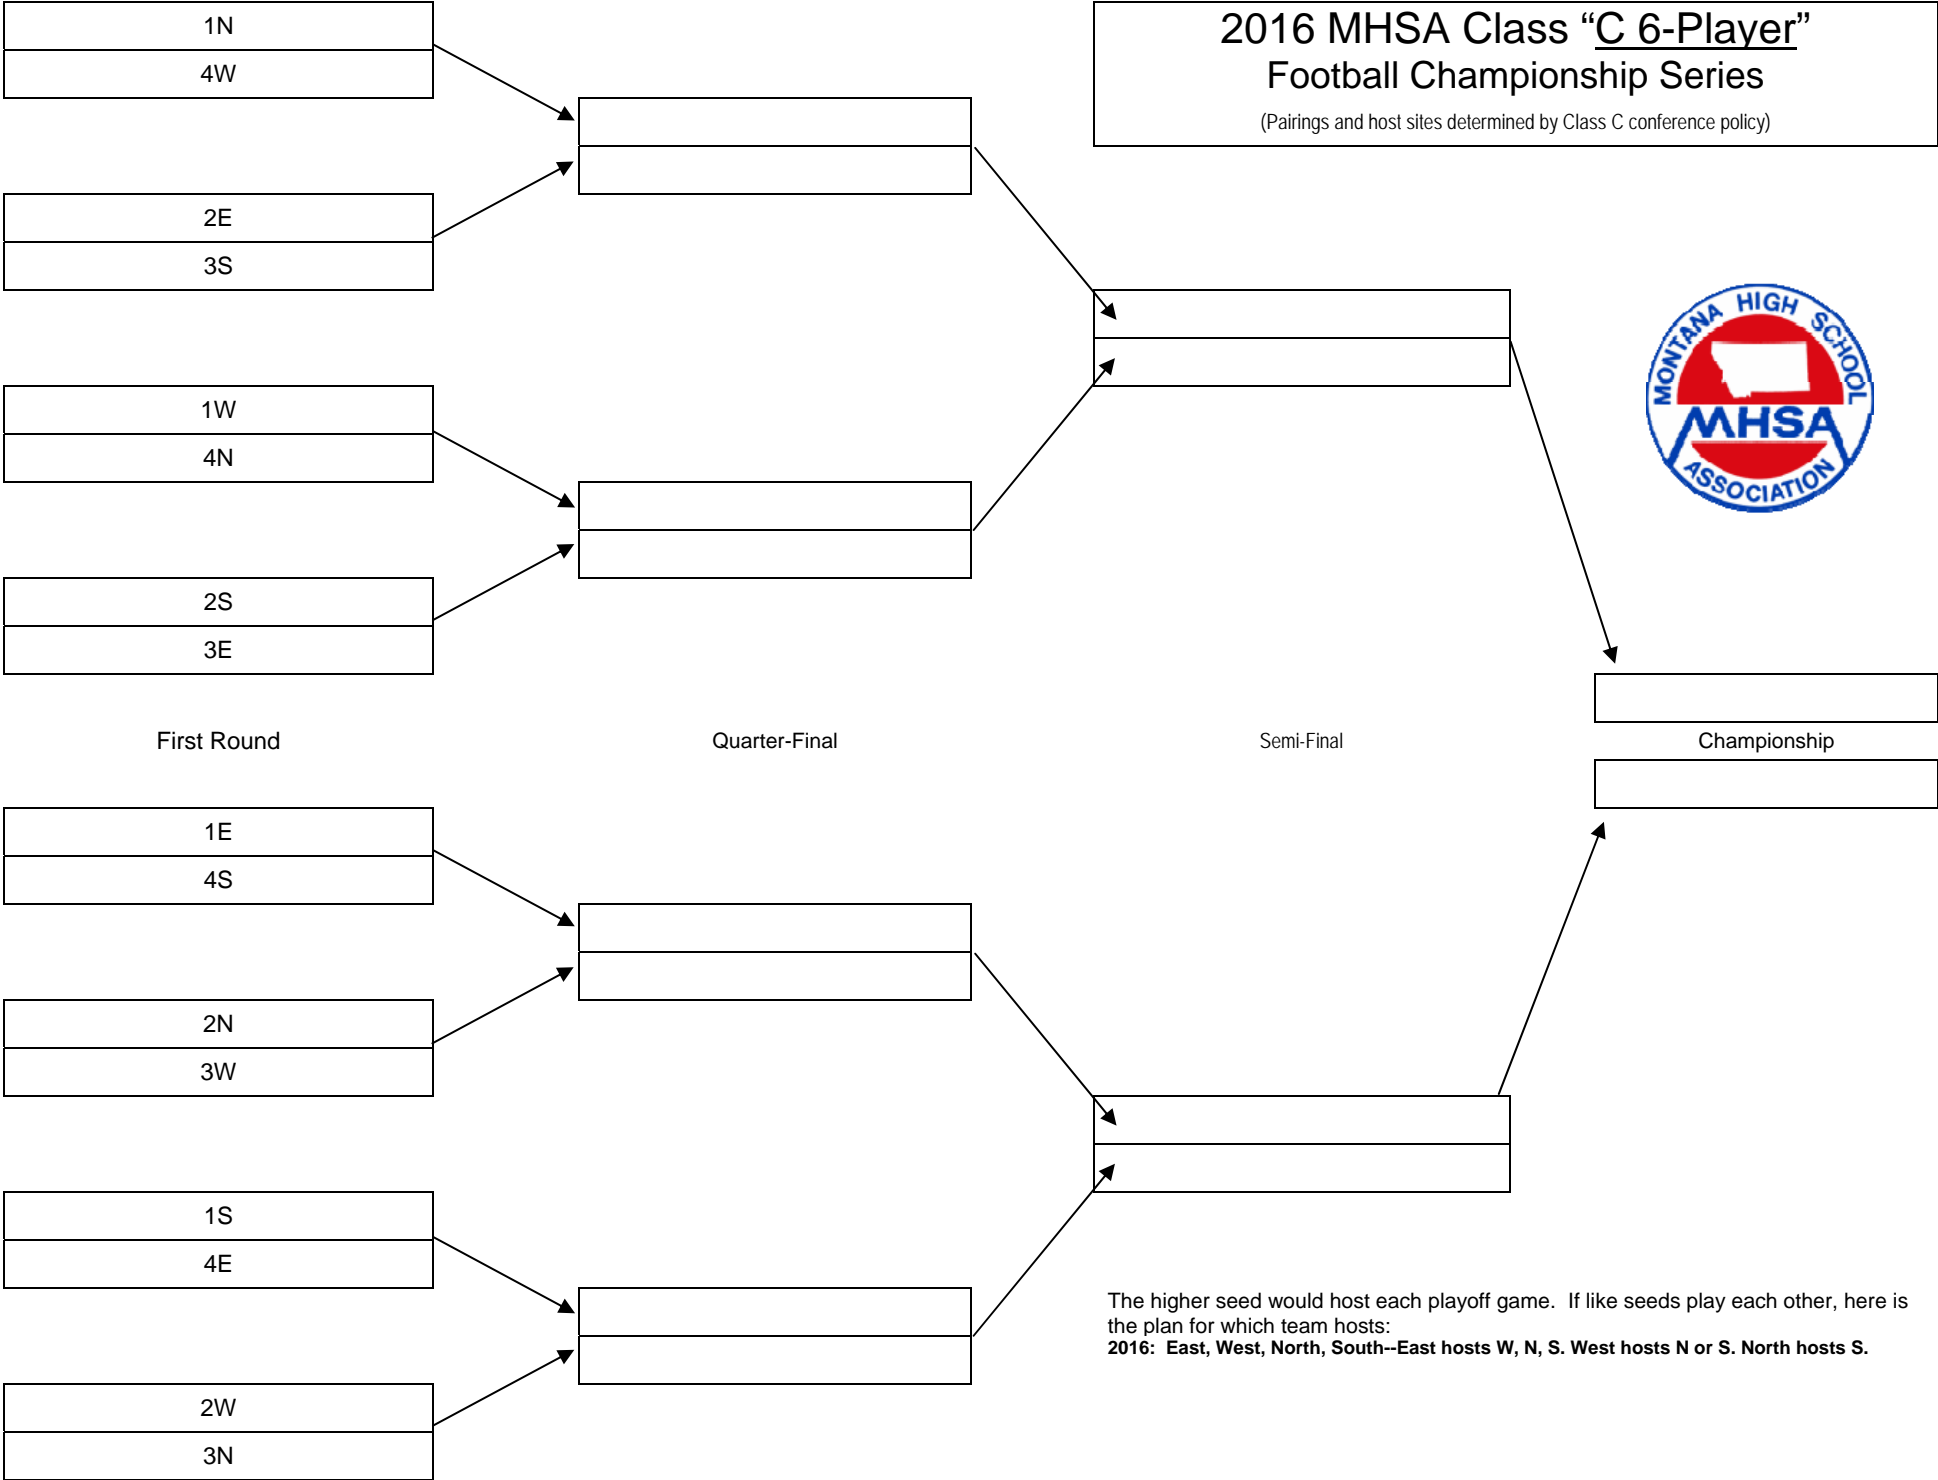 1N
4W
2016 MHSA Class “C 6-Player”
Football Championship Series
(Pairings and host sites determined by Class C conference policy)
2E
3S
MONTANA HIGH SCHOOL
MHSA
ASSOCIATION
1W
4N
2S
3E
First Round
Quarter-Final
Semi-Final
Championship
1E
4S
2N
3W
1S
4E
The higher seed would host each playoff game.  If like seeds play each other, here is
the plan for which team hosts:
2016:  East, West, North, South--East hosts W, N, S. West hosts N or S. North hosts S.
2W
3N